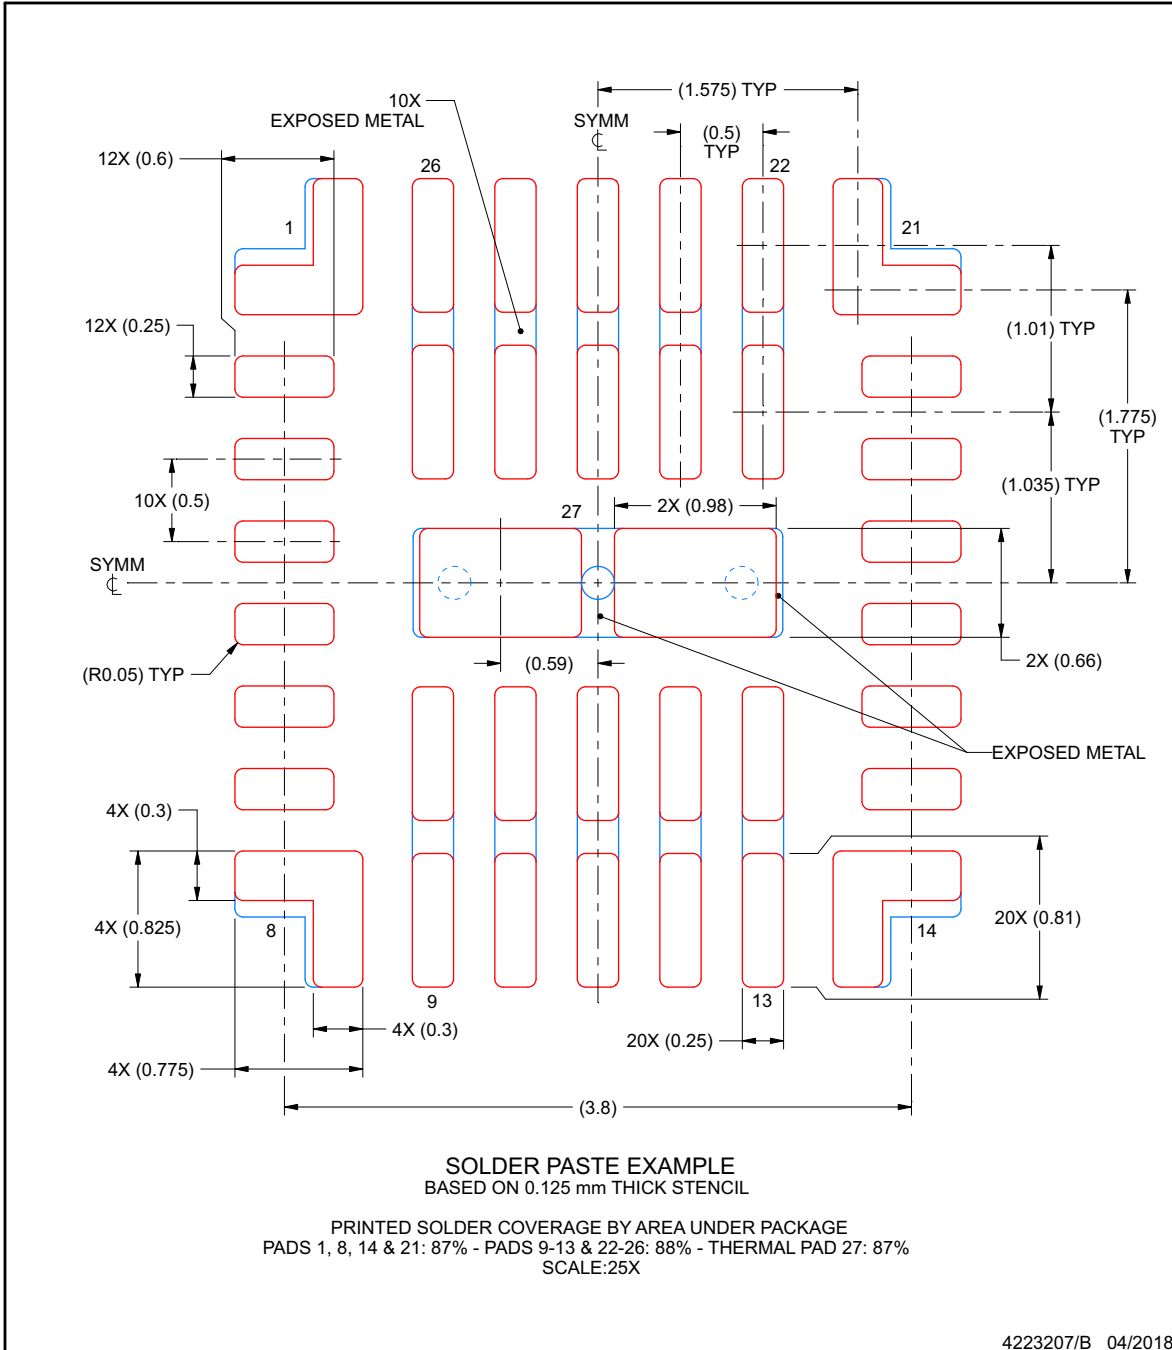 (1.575) TYP
10X
EXPOSED METAL
SYMM
℄
(0.5)
TYP
12X (0.6)
26
22
1
21
12X (0.25)
(1.01) TYP
(1.775)
TYP
10X (0.5)
(1.035) TYP
27
2X (0.98)
SYMM
℄
(R0.05) TYP
(0.59)
2X (0.66)
EXPOSED METAL
4X (0.3)
4X (0.825)
8
14
20X (0.81)
9
13
4X (0.3)
20X (0.25)
4X (0.775)
(3.8)
SOLDER PASTE EXAMPLE
BASED ON 0.125 mm THICK STENCIL
PRINTED SOLDER COVERAGE BY AREA UNDER PACKAGE
PADS 1, 8, 14 & 21: 87% - PADS 9-13 & 22-26: 88% - THERMAL PAD 27: 87%
SCALE:25X
4223207/B 04/2018